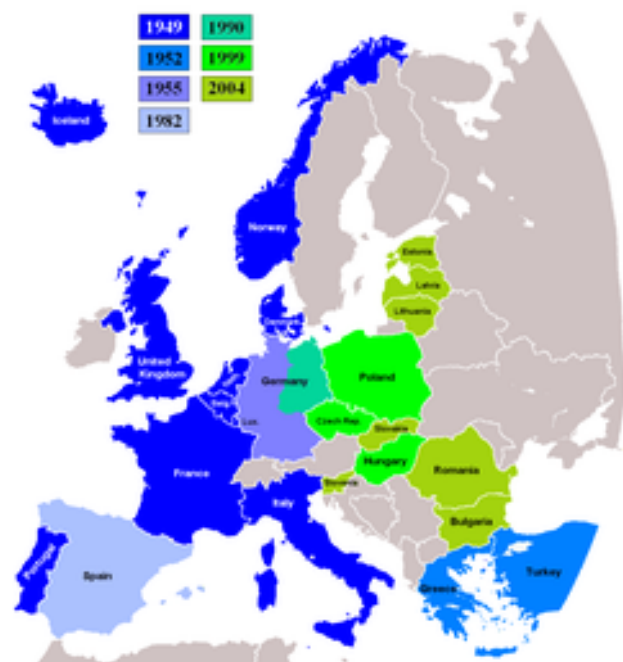 1949 1990
1952 1999
1955 2004
1982
Iceland
Norway
Estonia
Latvia
Lithuania
Denmark
United
Kingdom
Germany
Poland
Belg.
Lux.
Czech Rep.
Slovakia
France
Hungary
Romania
Slovenia
Italy
Bulgaria
Portugal
Spain
Greece
Turkey